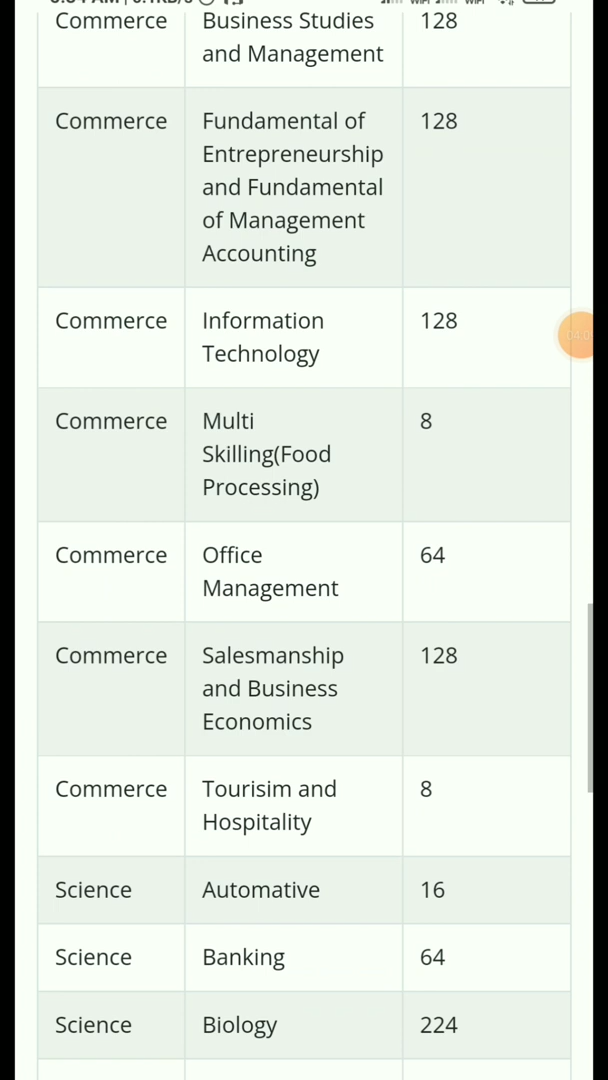 Commerce Business Studies 128
and Management
Commerce Fundamental of 128
Entrepreneurship
and Fundamental
of Management
Accounting
Commerce Information 128
Technology
Commerce Multi 8
Skilling(Food
Processing)
Commerce Office 64
Management
Commerce Salesmanship 128
and Business
Economics
Commerce Tourisim and 8
Hospitality
Science Automative 16
Science Banking 64
Science Biology 224